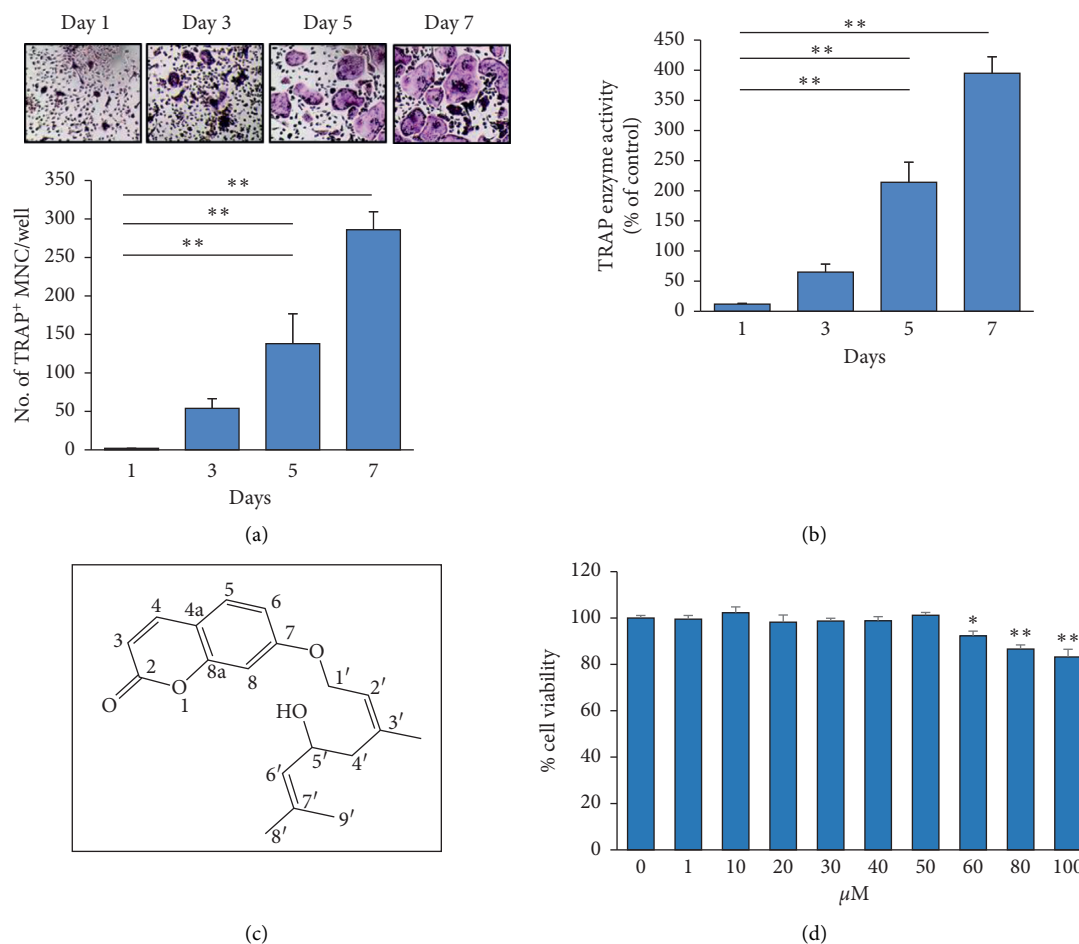 Day 1 Day 3 Day 5 Day 7
No. of TRAP⁺ MNC/well
350
300
250
200
150
100
50
0
**
**
**
1 3 5 7
Days
(a)
TRAP enzyme activity
(% of control)
450
400
350
300
250
200
150
100
50
0
**
**
**
1 3 5 7
Days
(b)
5
4 4a 6
3 7
2 8a 8 O 1′ 2′
O 1
O
HO 3′
5′ 4′
6′
7′
8′ 9′
(c)
% cell viability
120
100
80
60
40
20
0
* ** **
0 1 10 20 30 40 50 60 80 100
µM
(d)